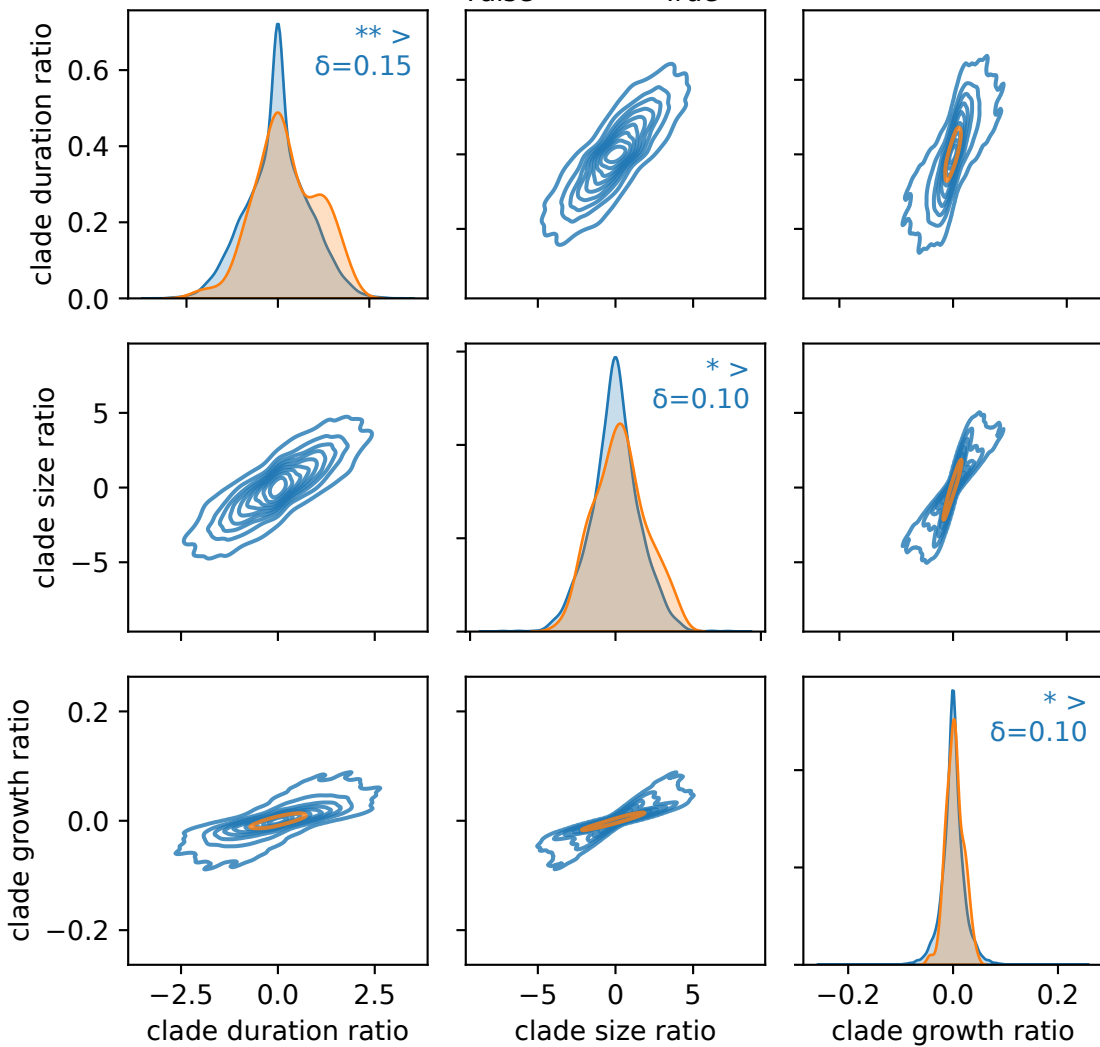 clade duration ratio
0.6
0.4
0.2
0.0
** >
δ=0.15
clade size ratio
5
0
−5
* >
δ=0.10
clade growth ratio
0.2
0.0
−0.2
* >
δ=0.10
−2.5 0.0 2.5
−5 0 5
−0.2 0.0 0.2
clade duration ratio
clade size ratio
clade growth ratio